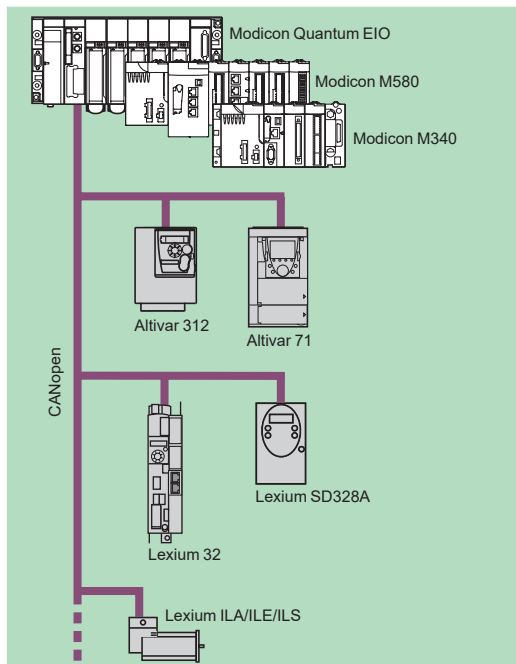 Modicon Quantum EIO
Modicon M580
Modicon M340
Altivar 312
Altivar 71
CANopen
Lexium SD328A
Lexium 32
Lexium ILA/ILE/ILS